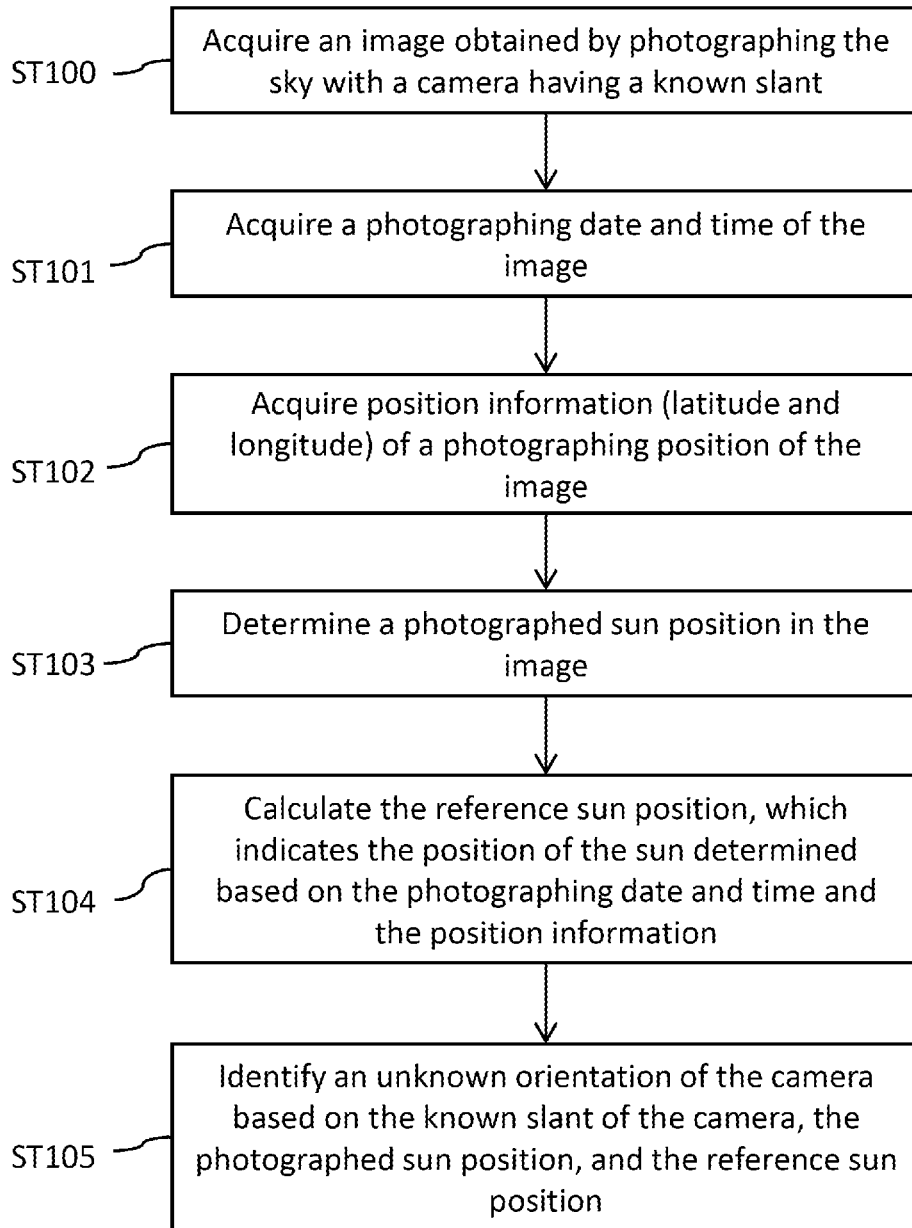 ST100
Acquire an image obtained by photographing the
sky with a camera having a known slant
ST101
Acquire a photographing date and time of the
image
ST102
Acquire position information (latitude and
longitude) of a photographing position of the
image
ST103
Determine a photographed sun position in the
image
ST104
Calculate the reference sun position, which
indicates the position of the sun determined
based on the photographing date and time and
the position information
ST105
Identify an unknown orientation of the camera
based on the known slant of the camera, the
photographed sun position, and the reference sun
position